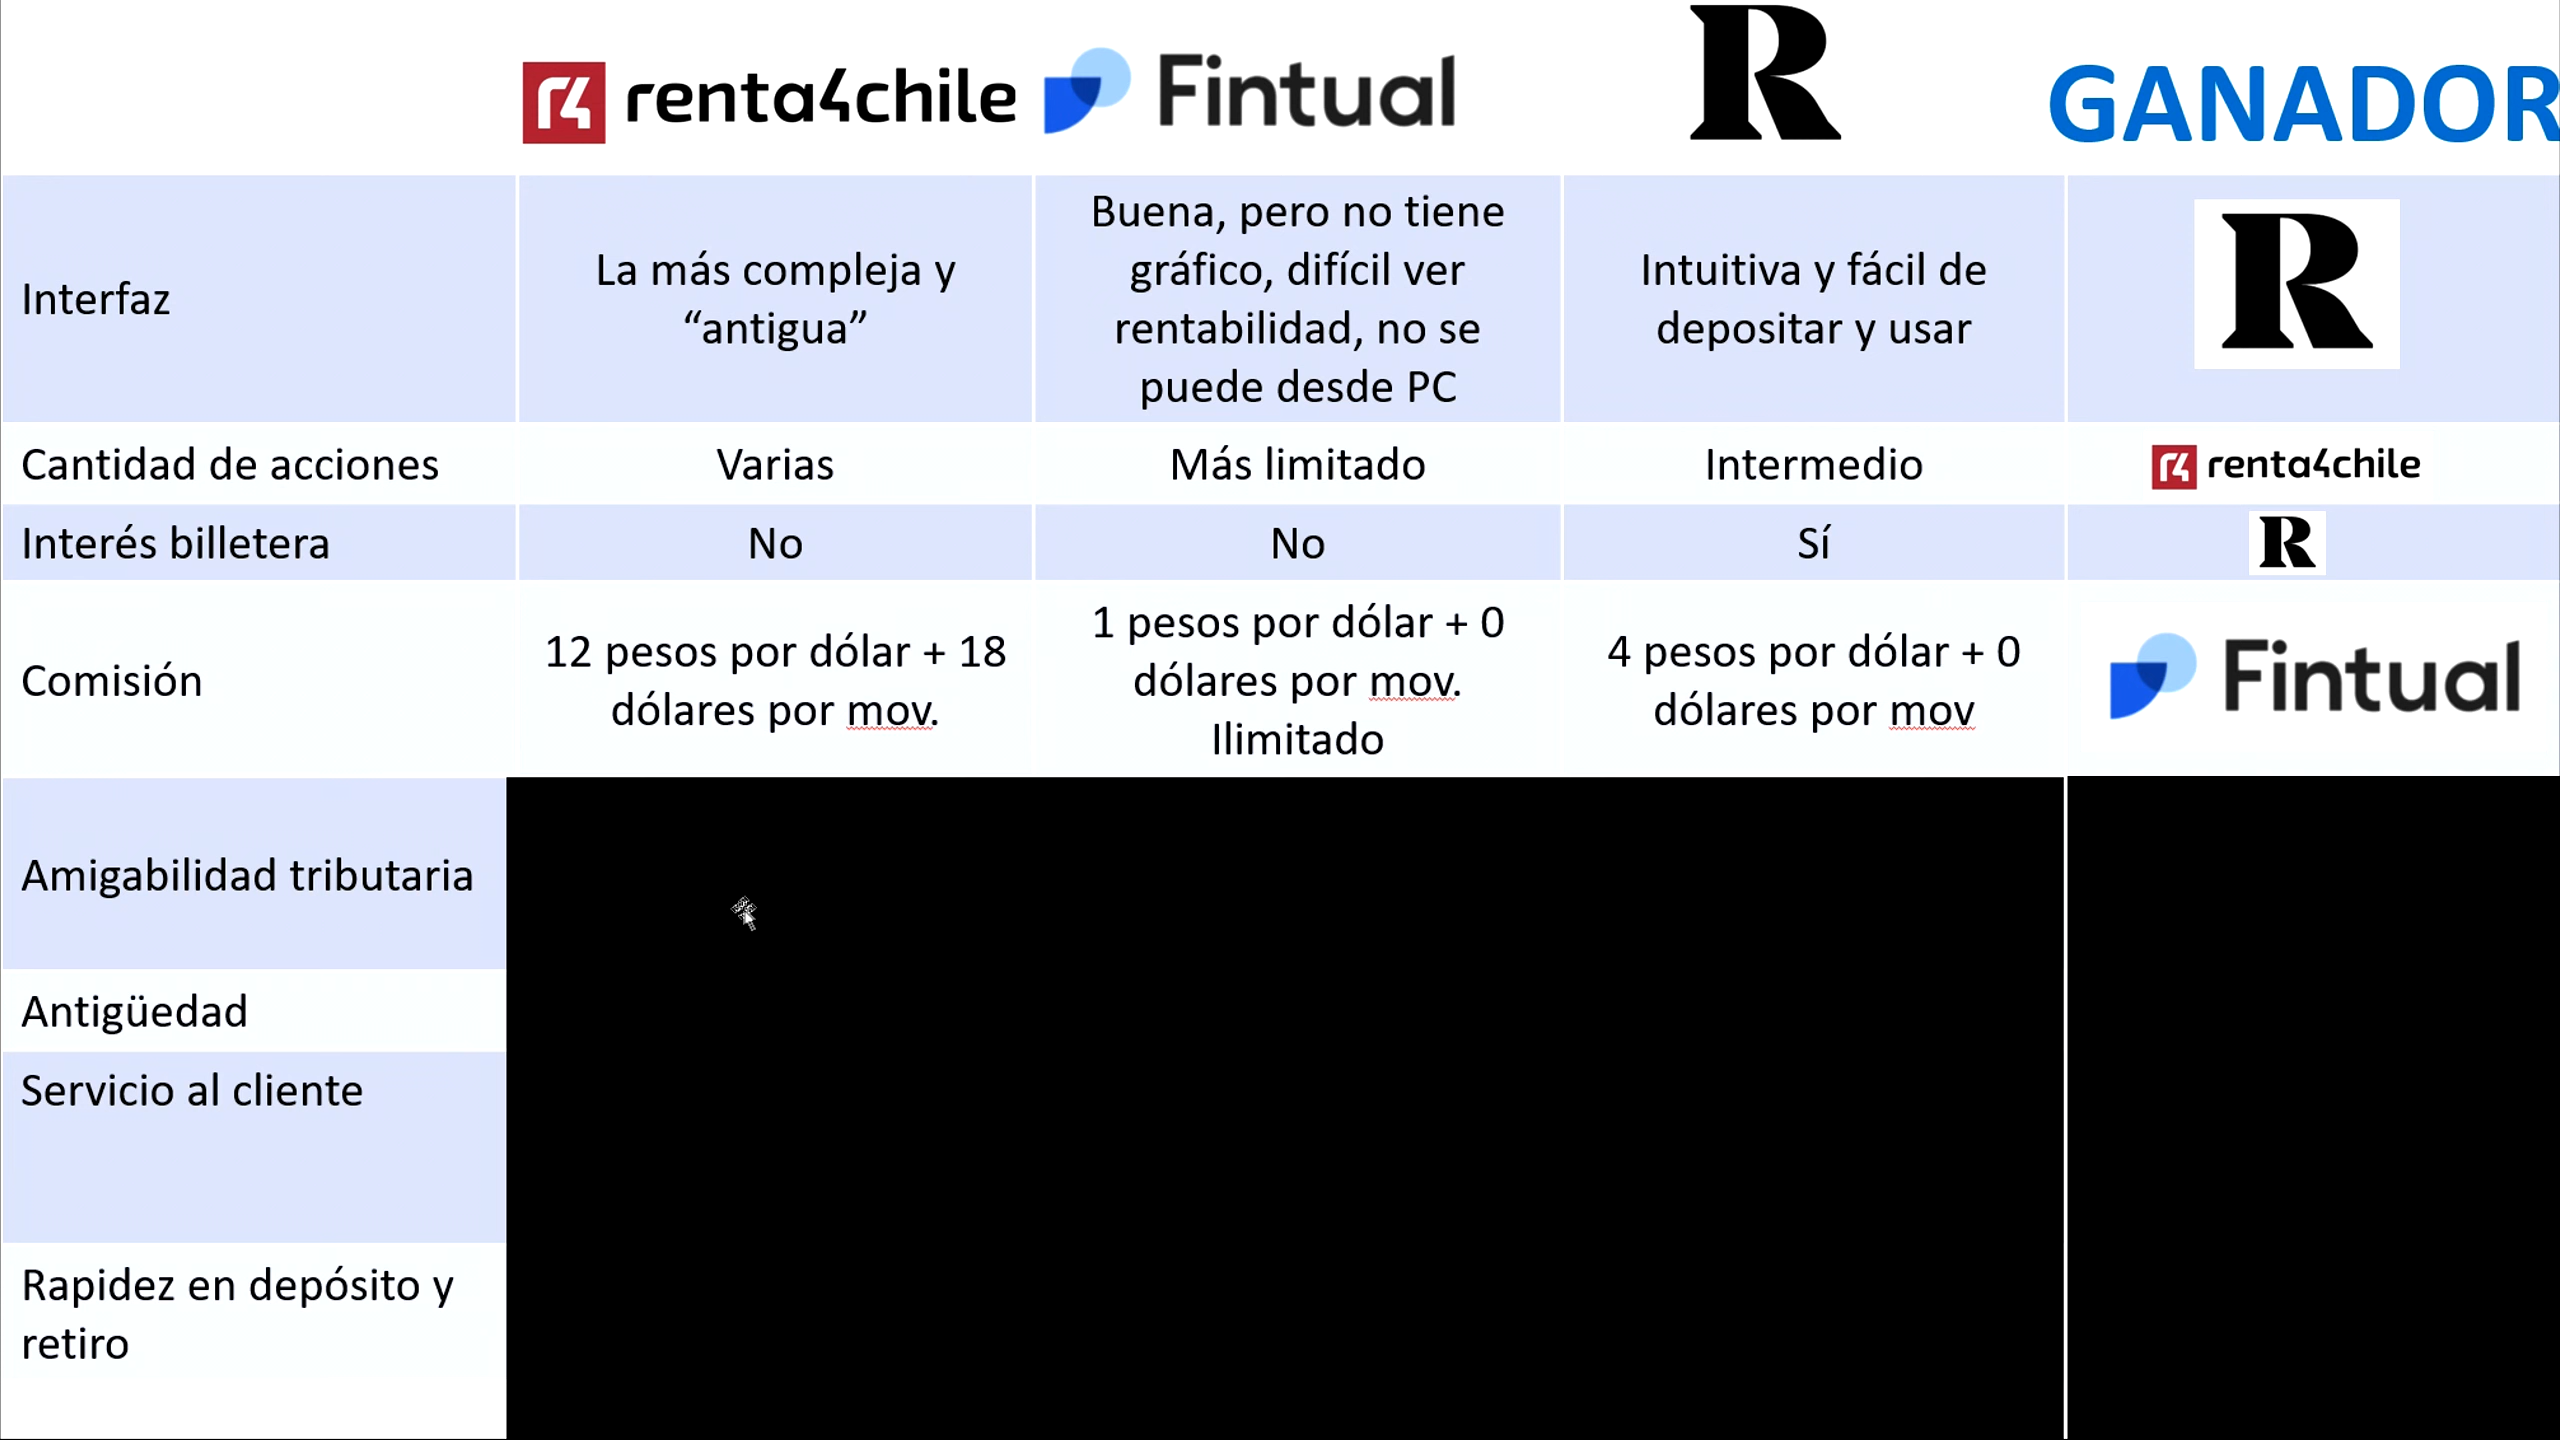 r4 renta4chile Fintual R GANADOR
Interfaz
La más compleja y
“antigua”
Buena, pero no tiene
gráfico, difícil ver
rentabilidad, no se
puede desde PC
Intuitiva y fácil de
depositar y usar
R
Cantidad de acciones
Varias
Más limitado
Intermedio
r4 renta4chile
Interés billetera
No
No
Sí
R
Comisión
12 pesos por dólar + 18
dólares por mov.
1 pesos por dólar + 0
dólares por mov.
Ilimitado
4 pesos por dólar + 0
dólares por mov
Fintual
Amigabilidad tributaria
Antigüedad
Servicio al cliente
Rapidez en depósito y
retiro